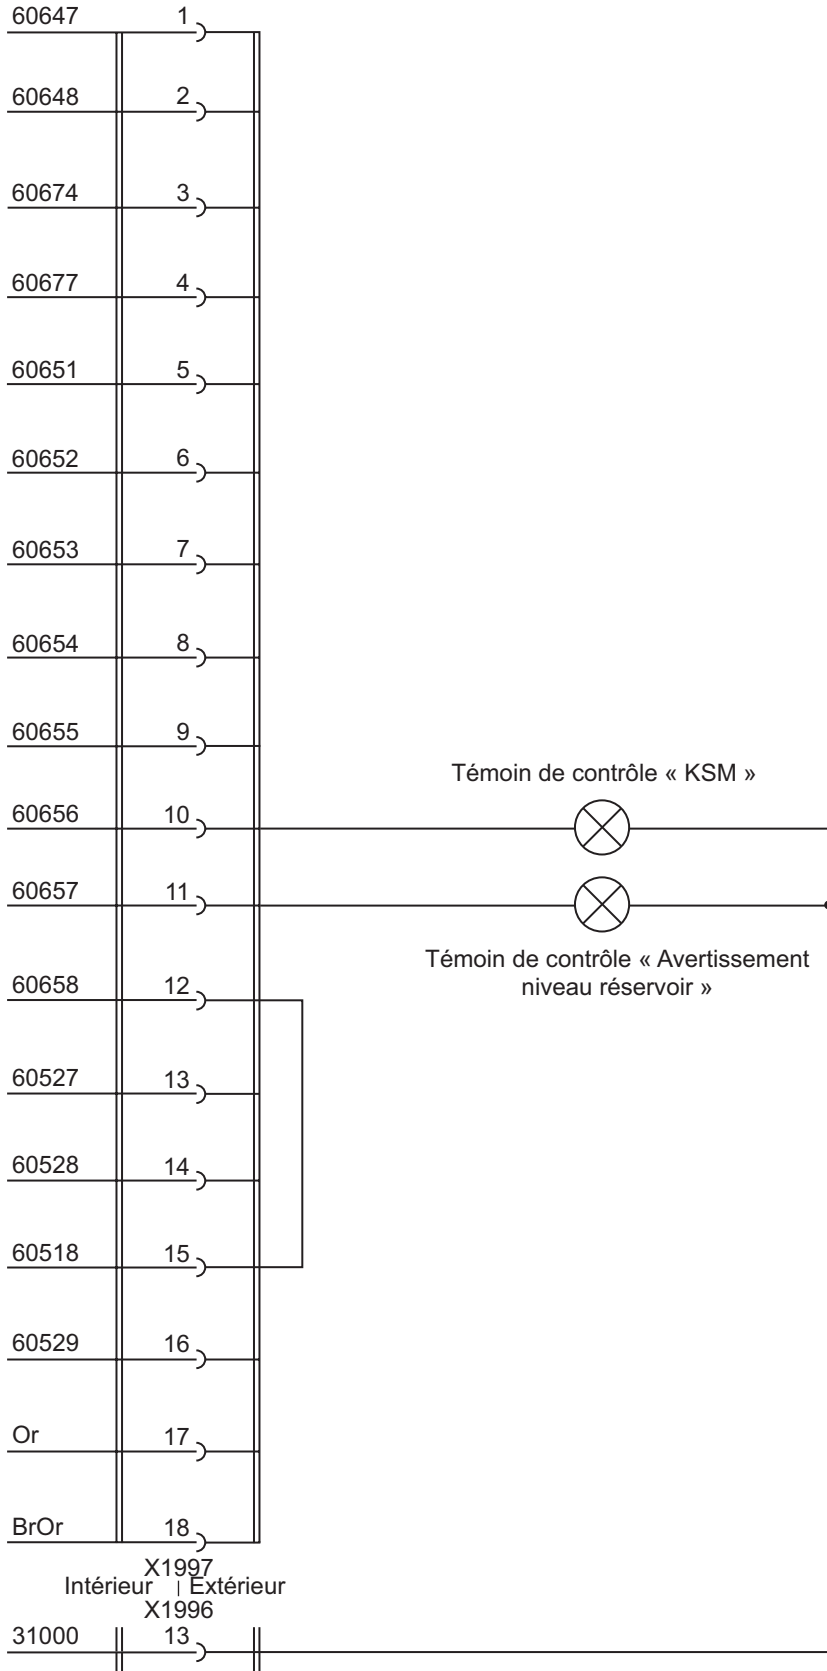 60647 1
60648 2
60674 3
60677 4
60651 5
60652 6
60653 7
60654 8
60655 9
Témoin de contrôle « KSM »
60656 10
60657 11
Témoin de contrôle « Avertissement
niveau réservoir »
60658 12
60527 13
60528 14
60518 15
60529 16
Or 17
BrOr 18
X1997
Intérieur Extérieur
X1996
31000 13